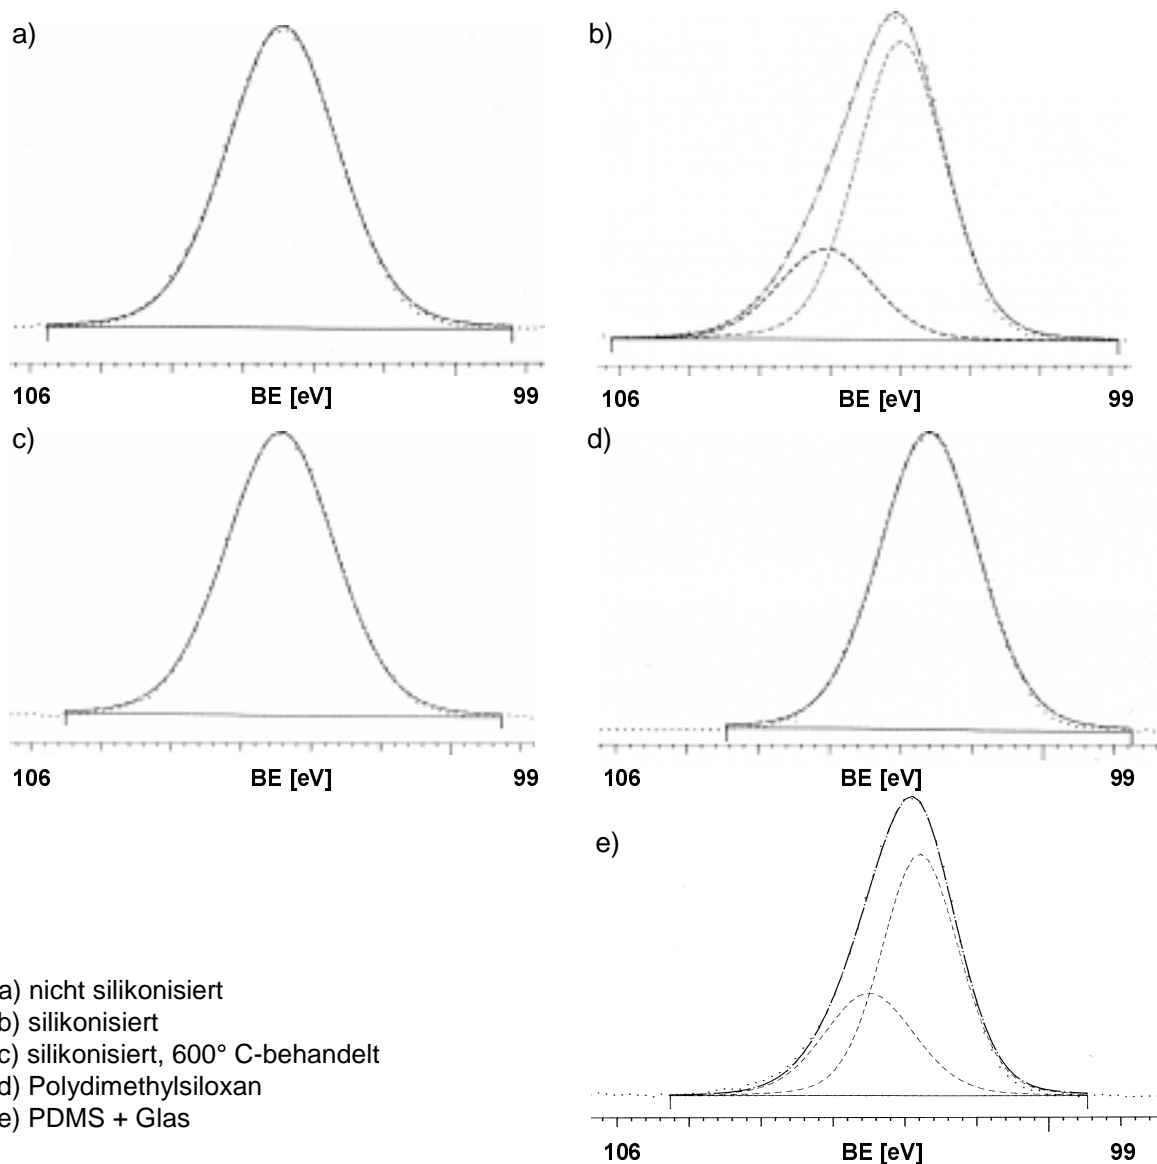 a)
b)
106 BE [eV] 99
106 BE [eV] 99
c)
d)
106 BE [eV] 99
106 BE [eV] 99
e)
a) nicht silikonisiert
b) silikonisiert
c) silikonisiert, 600° C-behandelt
d) Polydimethylsiloxan
e) PDMS + Glas
106 BE [eV] 99